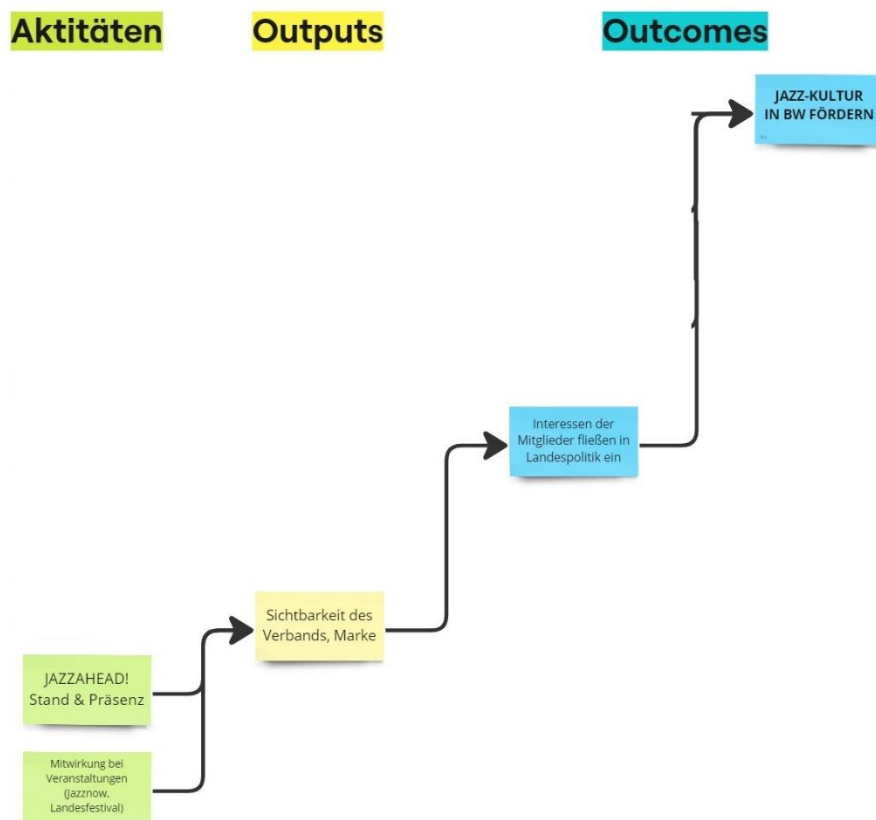 Aktitäten
Outputs
Outcomes
JAZZ-KULTUR
IN BW FÖRDERN
Interessen der
Mitglieder fließen in
Landespolitik ein
Sichtbarkeit des
Verbands, Marke
JAZZAHEAD!
Stand & Präsenz
Mitwirkung bei
Veranstaltungen
(Jazznow,
Landesfestival)